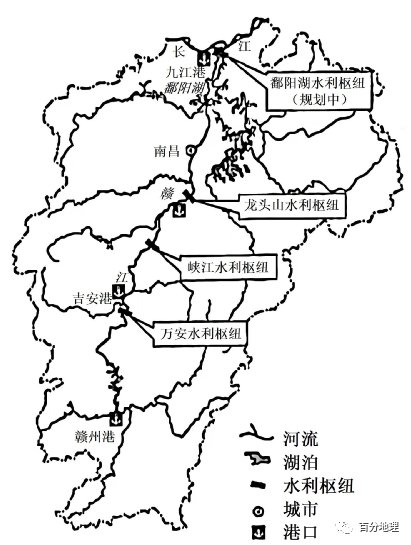 长
江
九江港
鄱阳湖
鄱阳湖水利枢纽
（规划中）
南昌
赣
龙头山水利枢纽
峡江水利枢纽
江
吉安港
万安水利枢纽
赣州港
河流
湖泊
水利枢纽
城市
港口
百分地理